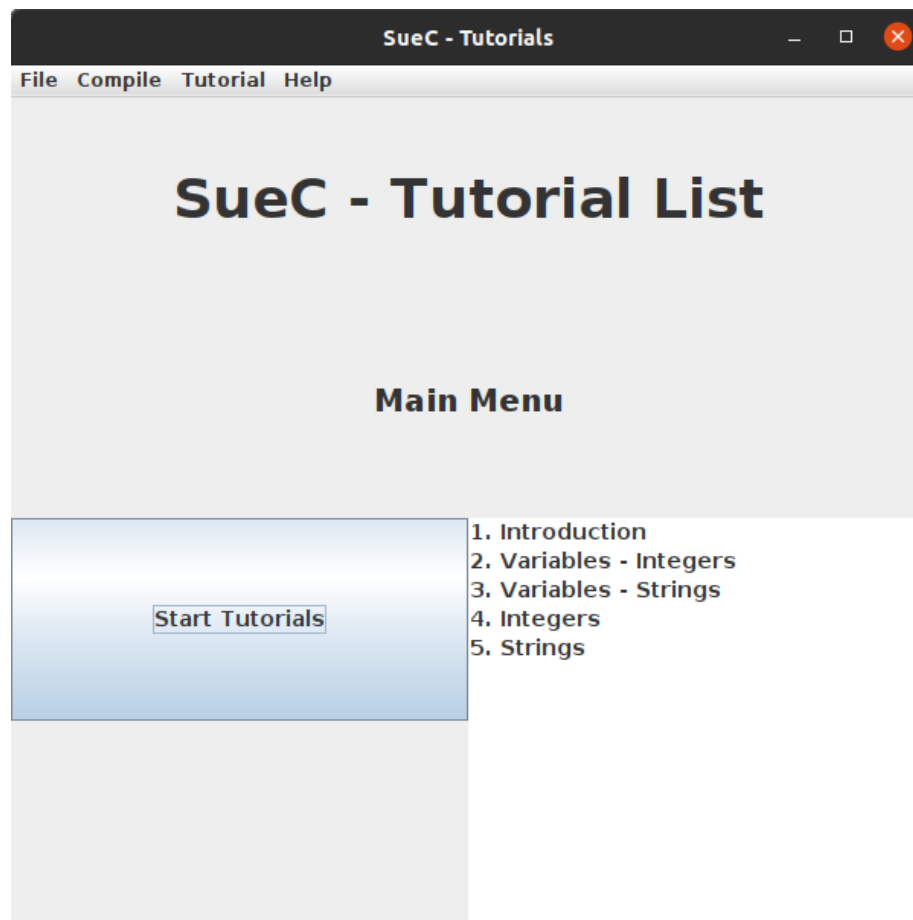 SueC - Tutorials
File Compile Tutorial Help
SueC - Tutorial List
Main Menu
Start Tutorials
1. Introduction
2. Variables - Integers
3. Variables - Strings
4. Integers
5. Strings